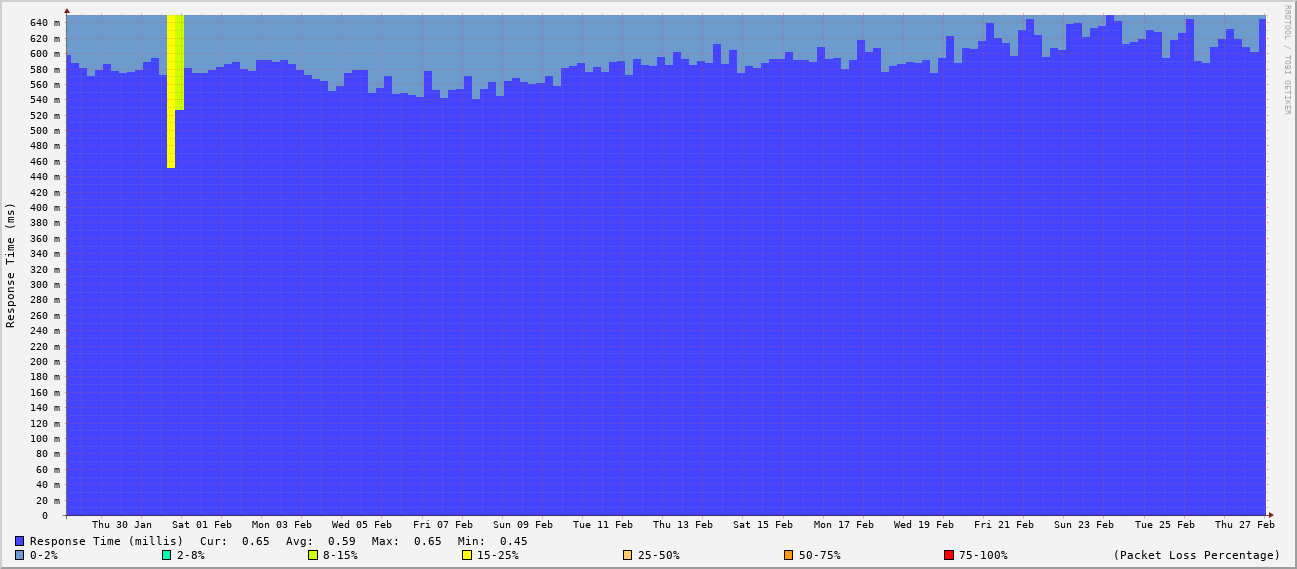 640 m
620 m
600 m
580 m
560 m
540 m
520 m
500 m
480 m
460 m
440 m
420 m
400 m
380 m
360 m
340 m
320 m
300 m
280 m
260 m
240 m
220 m
200 m
180 m
160 m
140 m
120 m
100 m
80 m
60 m
40 m
20 m
0
Response Time (ms)
RRDTOOL / TOBI OETIKER
Thu 30 Jan Sat 01 Feb Mon 03 Feb Wed 05 Feb Fri 07 Feb Sun 09 Feb Tue 11 Feb Thu 13 Feb Sat 15 Feb Mon 17 Feb Wed 19 Feb Fri 21 Feb Sun 23 Feb Tue 25 Feb Thu 27 Feb
Response Time (millis) Cur: 0.65 Avg: 0.59 Max: 0.65 Min: 0.45
0-2% 2-8% 8-15% 15-25% 25-50% 50-75% 75-100% (Packet Loss Percentage)